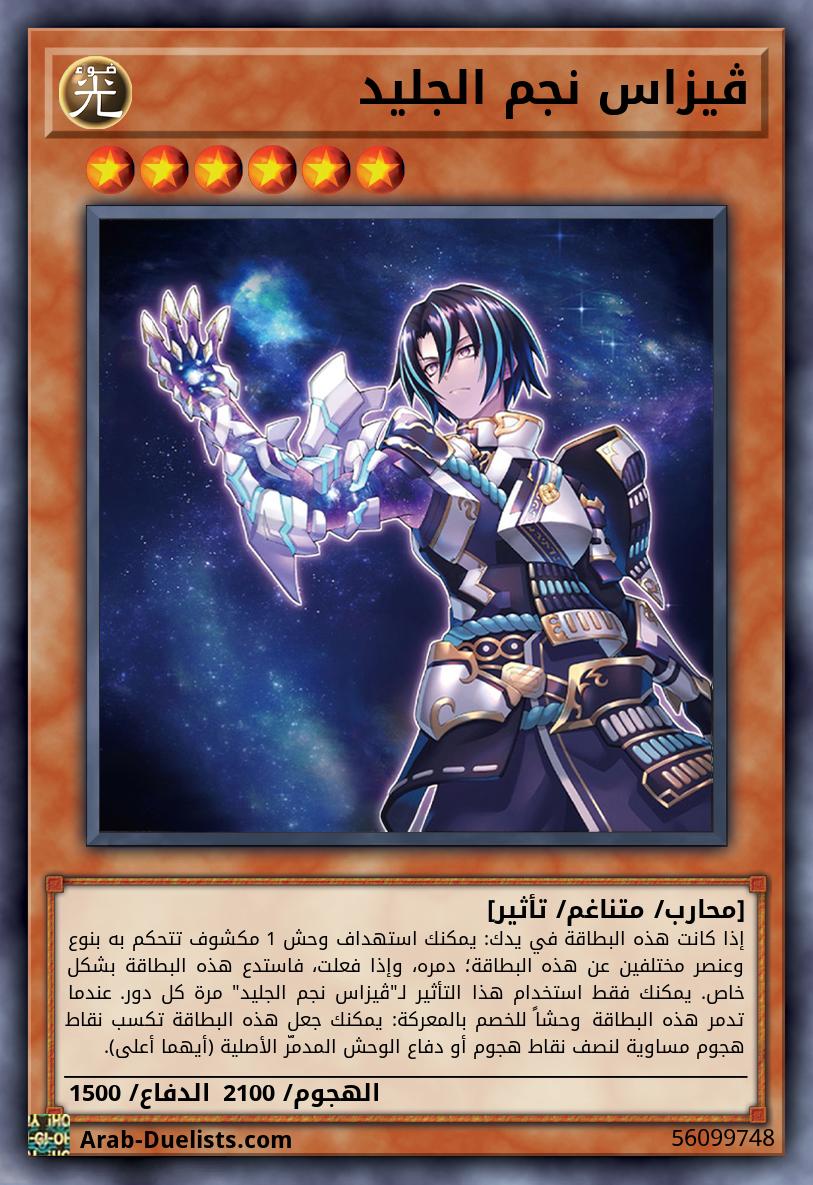 ڤيزاس نجم الجليد
ضوء
光
[محارب/ متناغم/ تأثير]
إذا كانت هذه البطاقة في يدك: يمكنك استهداف وحش 1 مكشوف تتحكم به بنوع
وعنصر مختلفين عن هذه البطاقة؛ دمره، وإذا فعلت، فاستدع هذه البطاقة بشكل
خاص. يمكنك فقط استخدام هذا التأثير لـ"ڤيزاس نجم الجليد" مرة كل دور. عندما
تدمر هذه البطاقة وحشاً للخصم بالمعركة: يمكنك جعل هذه البطاقة تكسب نقاط
هجوم مساوية لنصف نقاط هجوم أو دفاع الوحش المدمّر الأصلية (أيهما أعلى).
الهجوم/ 2100 الدفاع/ 1500
Arab-Duelists.com
56099748